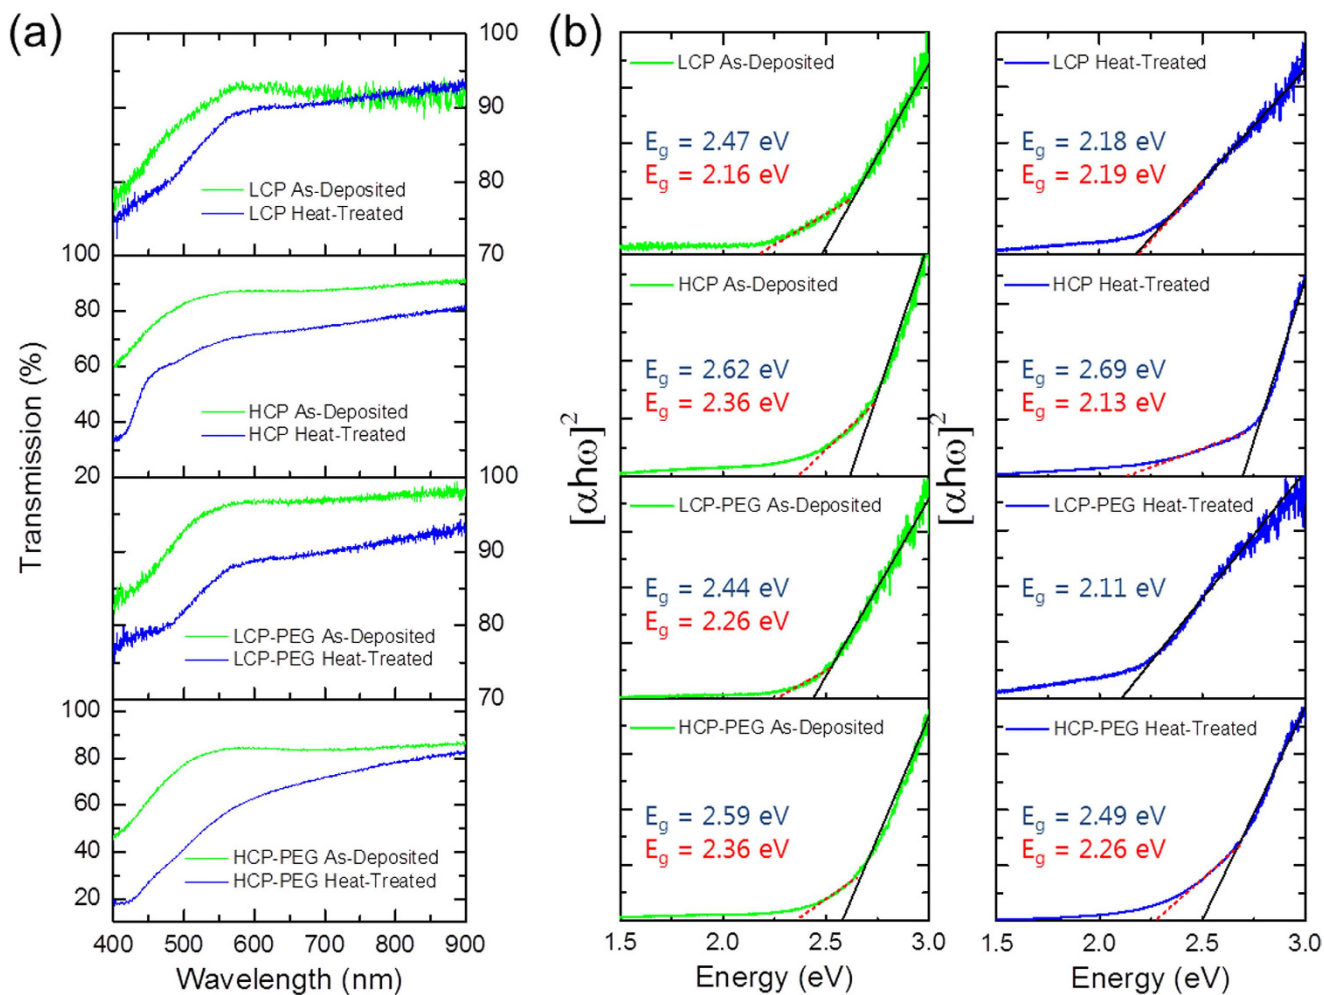 (a)
100
90
80
70
LCP As-Deposited
LCP Heat-Treated
100
80
60
40
20
HCP As-Deposited
HCP Heat-Treated
100
90
80
70
LCP-PEG As-Deposited
LCP-PEG Heat-Treated
100
80
60
40
20
HCP-PEG As-Deposited
HCP-PEG Heat-Treated
400 500 600 700 800 900
Wavelength (nm)
Transmission (%)
(b)
LCP As-Deposited
Eg = 2.47 eV
Eg = 2.16 eV
HCP As-Deposited
Eg = 2.62 eV
Eg = 2.36 eV
LCP-PEG As-Deposited
Eg = 2.44 eV
Eg = 2.26 eV
HCP-PEG As-Deposited
Eg = 2.59 eV
Eg = 2.36 eV
1.5 2.0 2.5 3.0
Energy (eV)
[αhω]²
LCP Heat-Treated
Eg = 2.18 eV
Eg = 2.19 eV
HCP Heat-Treated
Eg = 2.69 eV
Eg = 2.13 eV
LCP-PEG Heat-Treated
Eg = 2.11 eV
HCP-PEG Heat-Treated
Eg = 2.49 eV
Eg = 2.26 eV
1.5 2.0 2.5 3.0
Energy (eV)
[αhω]²